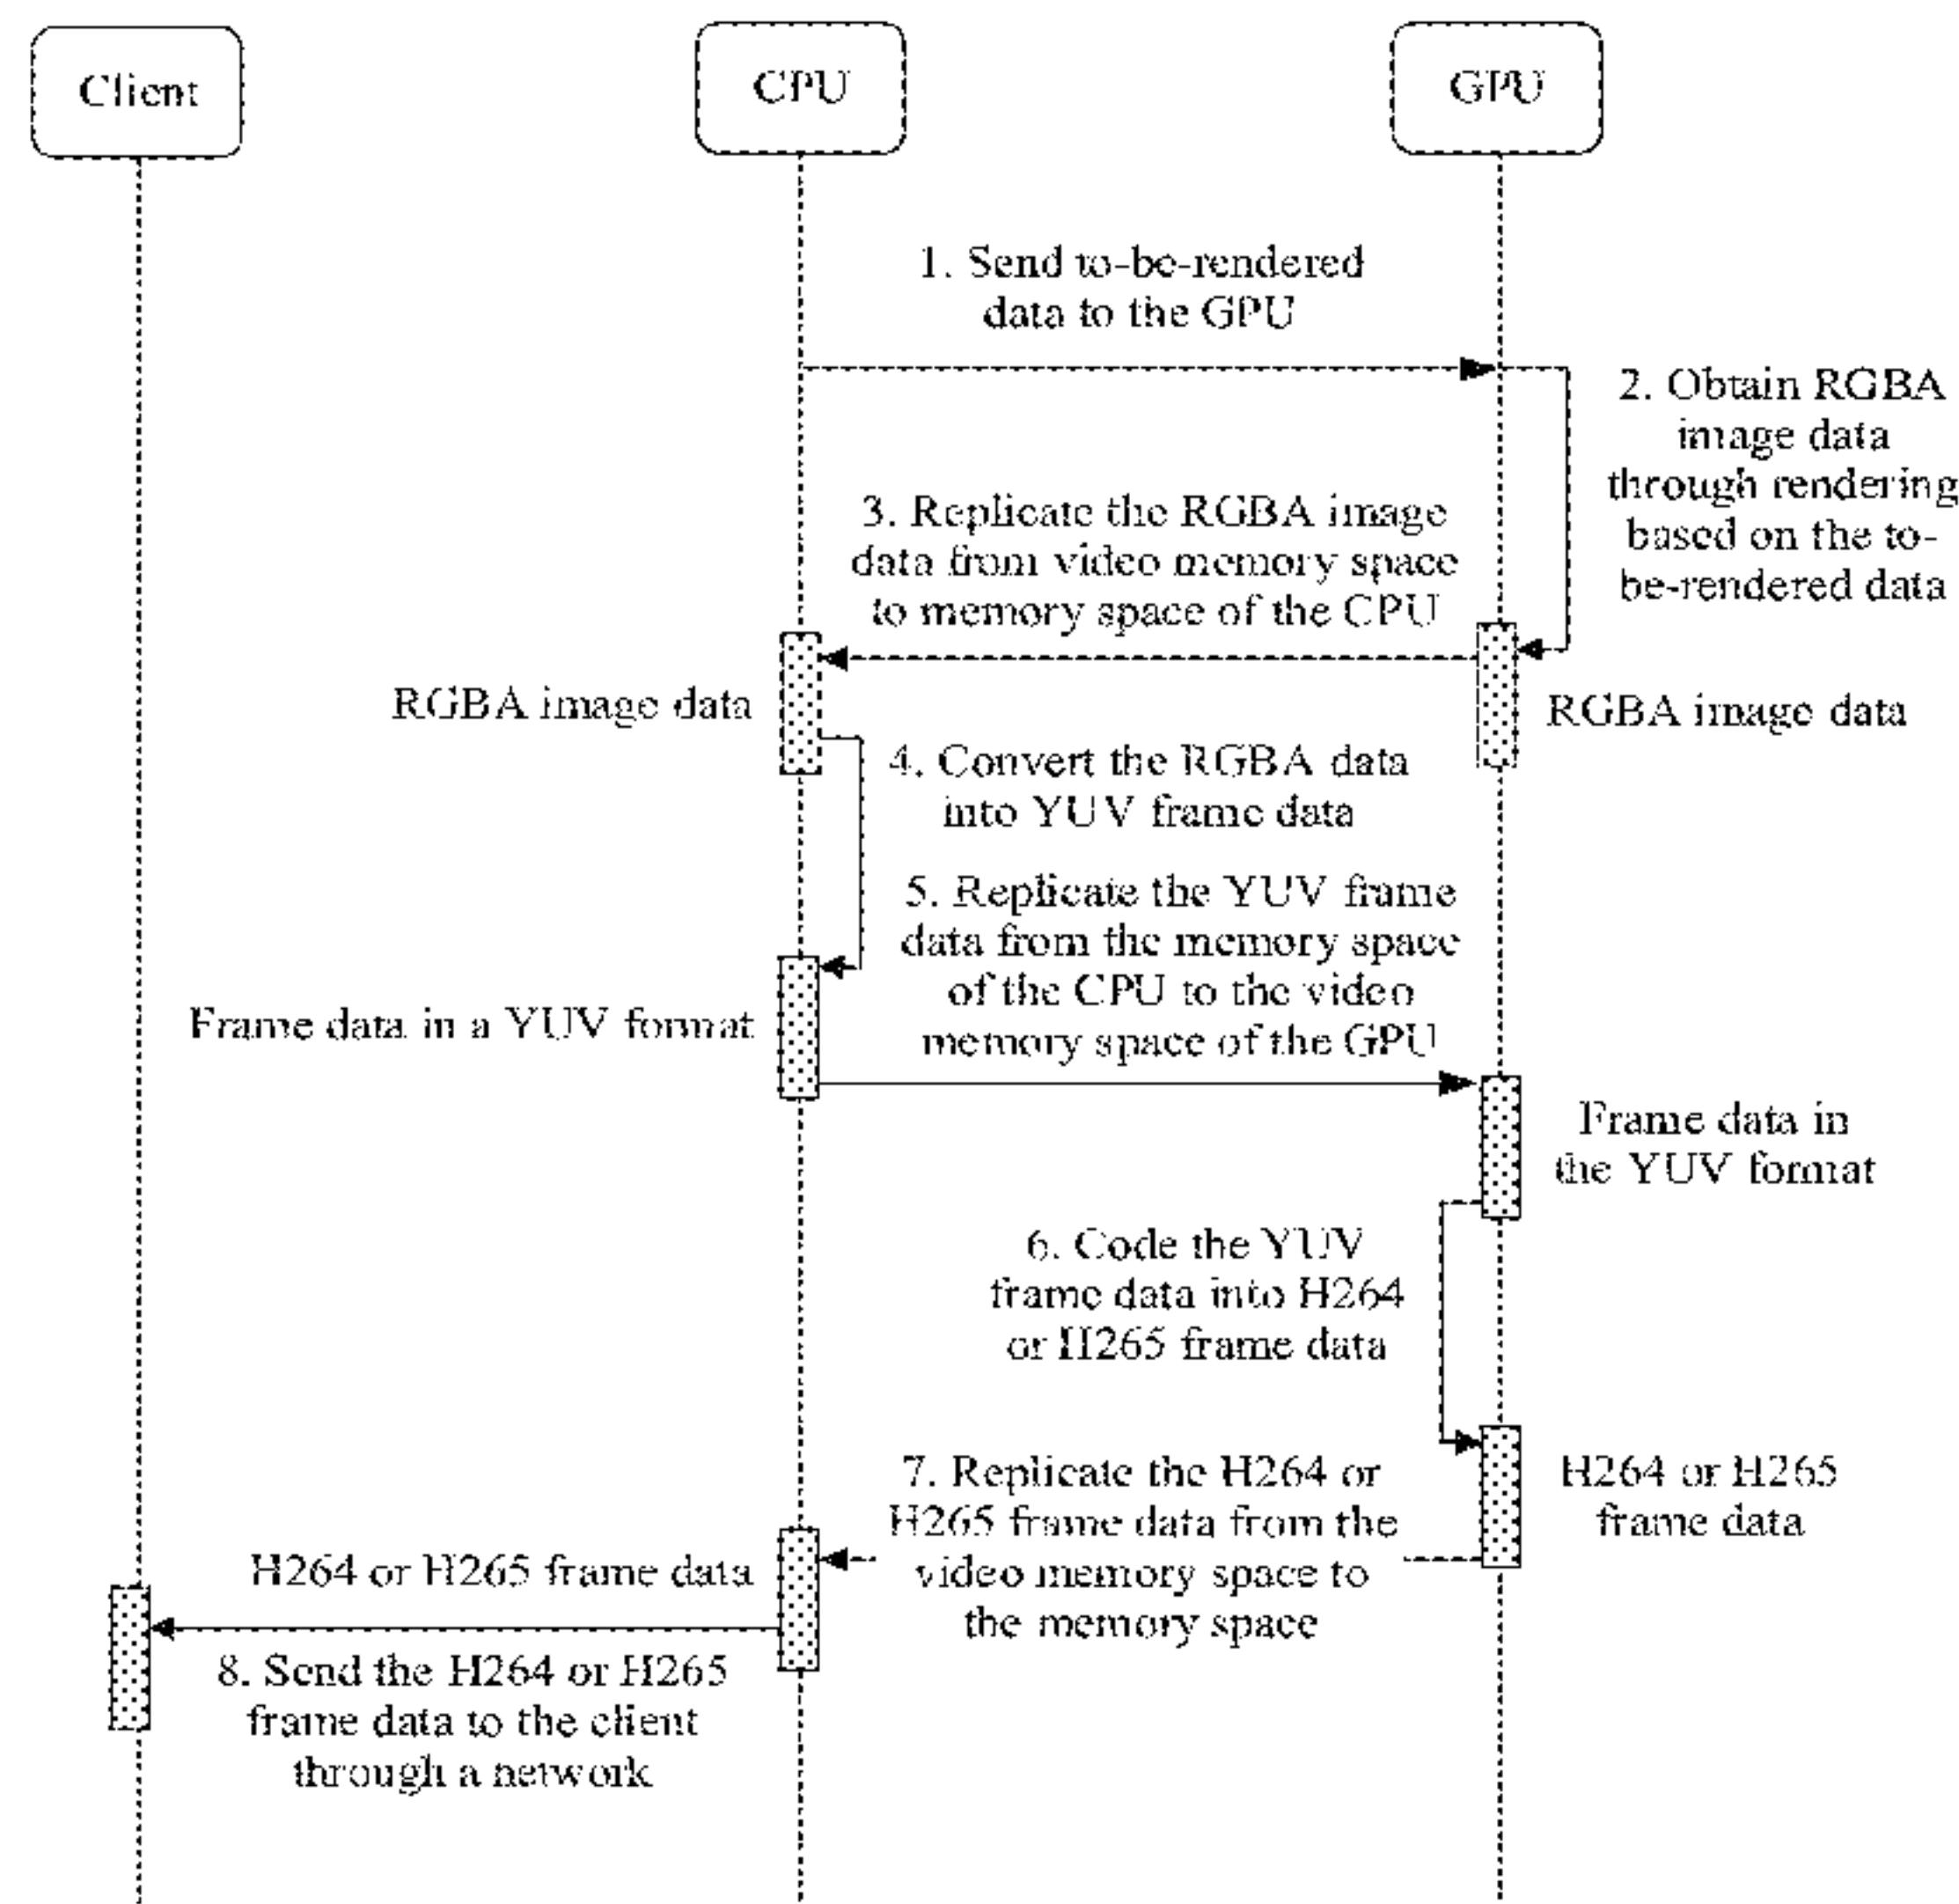 Client
CPU
GPU
1. Send to-be-rendered
data to the GPU
2. Obtain RGBA
image data
through rendering
based on the to-
be-rendered data
3. Replicate the RGBA image
data from video memory space
to memory space of the CPU
RGBA image data
RGBA image data
4. Convert the RGBA data
into YUV frame data
5. Replicate the YUV frame
data from the memory space
of the CPU to the video
memory space of the GPU
Frame data in a YUV format
Frame data in
the YUV format
6. Code the YUV
frame data into H264
or H265 frame data
7. Replicate the H264 or
H265 frame data from the
video memory space to
the memory space
H264 or H265
frame data
H264 or H265 frame data
8. Send the H264 or H265
frame data to the client
through a network